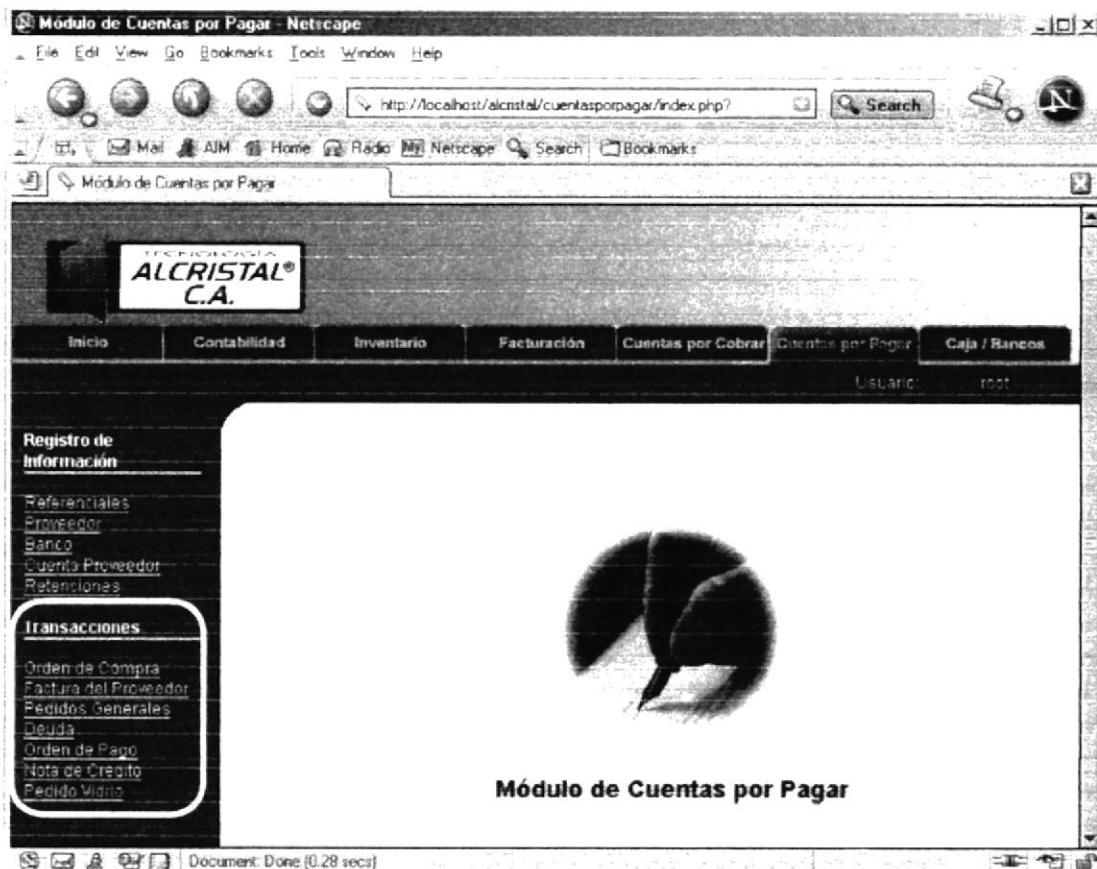 Módulo de Cuentas por Pagar - Netscape
File Edit View Go Bookmarks Tools Window Help
http://localhost/alcristal/cuentasporpagar/index.php? Search
Mail AIM Home Radio My Netscape Search Bookmarks
Módulo de Cuentas por Pagar
TECNOLOGÍA
ALCRISTAL®
C.A.
Inicio Contabilidad Inventario Facturación Cuentas por Cobrar Cuentas por Pagar Caja / Bancos
Usuario: root
Registro de
Información
Referenciales
Proveedor
Banco
Cuenta Proveedor
Retenciones
Transacciones
Orden de Compra
Factura del Proveedor
Pedidos Generales
Deuda
Orden de Pago
Nota de Crédito
Pedido Vidrio
Módulo de Cuentas por Pagar
Document: Done (0.28 secs)